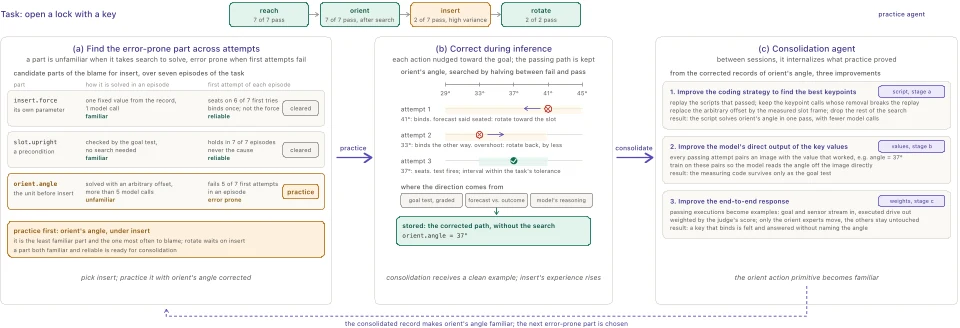 Task: open a lock with a key
reach
7 of 7 pass
orient
7 of 7 pass, after search
insert
2 of 7 pass, high variance
rotate
2 of 2 pass
practice agent
(a) Find the error-prone part across attempts
a part is unfamiliar when it takes search to solve, error prone when first attempts fail
candidate parts of the blame for insert, over seven episodes of the task
part
how it is solved in an episode
first attempt of each episode
insert.force
its own parameter
one fixed value from the record,
1 model call
familiar
seats on 6 of 7 first tries
binds once; not the force
reliable
cleared
slot.upright
a precondition
checked by the goal test,
no search needed
familiar
holds in 7 of 7 episodes
never the cause
reliable
cleared
orient.angle
the unit before insert
solved with an arbitrary offset,
more than 5 model calls
unfamiliar
fails 5 of 7 first attempts
in an episode
error prone
practice
practice first: orient's angle, under insert
it is the least familiar part and the one most often to blame; rotate waits on insert
a part both familiar and reliable is ready for consolidation
pick insert; practice it with orient's angle corrected
practice
(b) Correct during inference
each action nudged toward the goal; the passing path is kept
orient's angle, searched by halving between fail and pass
29°
33°
37°
41°
45°
attempt 1
41°: binds. forecast said seated: rotate toward the slot
attempt 2
33°: binds the other way. overshoot: rotate back, by less
attempt 3
37°: seats. test fires; interval within the task's tolerance
where the direction comes from
goal test, graded
forecast vs. outcome
model's reasoning
stored: the corrected path, without the search
orient.angle = 37°
consolidation receives a clean example; insert's experience rises
consolidate
(c) Consolidation agent
between sessions, it internalizes what practice proved
from the corrected records of orient's angle, three improvements
1. Improve the coding strategy to find the best keypoints
script, stage a
replay the scripts that passed, keep the keypoint calls whose removal breaks the replay
replace the arbitrary offset by the measured slot frame; drop the rest of the search
result: the script solves orient's angle in one pass, with fewer model calls
2. Improve the model's direct output of the key values
values, stage b
every passing attempt pairs an image with the value that worked, e.g. angle = 37°
train on these pairs so the model reads the angle off the image directly
result: the measuring code survives only as the goal test
3. Improve the end-to-end response
weights, stage c
passing executions become examples: goal and sensor stream in, executed drive out
weighted by the judge's score; only the orient experts move, the others stay untouched
result: a key that binds is felt and answered without naming the angle
the orient action primitive becomes familiar
the consolidated record makes orient's angle familiar; the next error-prone part is chosen